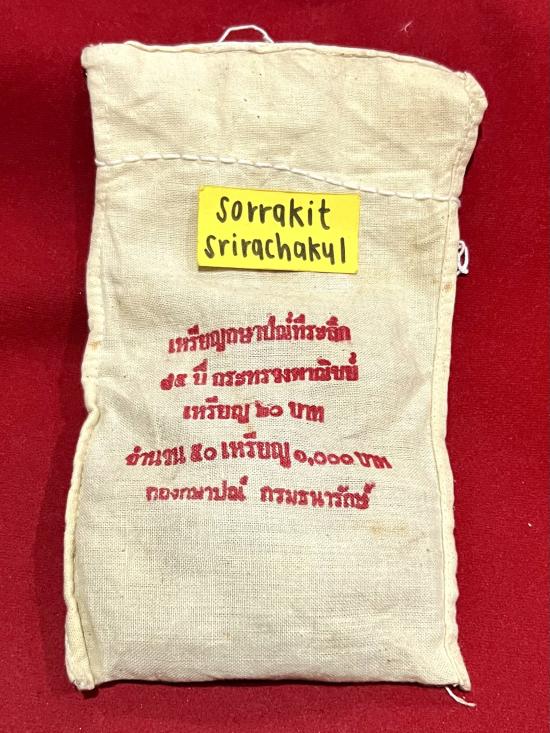 sorrakit
srirachakul
เหรียญกษาปณ์ที่ระลึก
๗๕ ปี กระทรวงพาณิชย์
เหรียญ ๒๐ บาท
จำนวน ๕๐ เหรียญ ๑,๐๐๐ บาท
กองกษาปณ์ กรมธนารักษ์